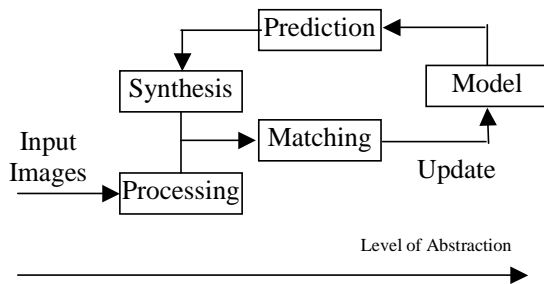 Prediction
Synthesis
Model
Matching
Input
Images
Update
Processing
Level of Abstraction